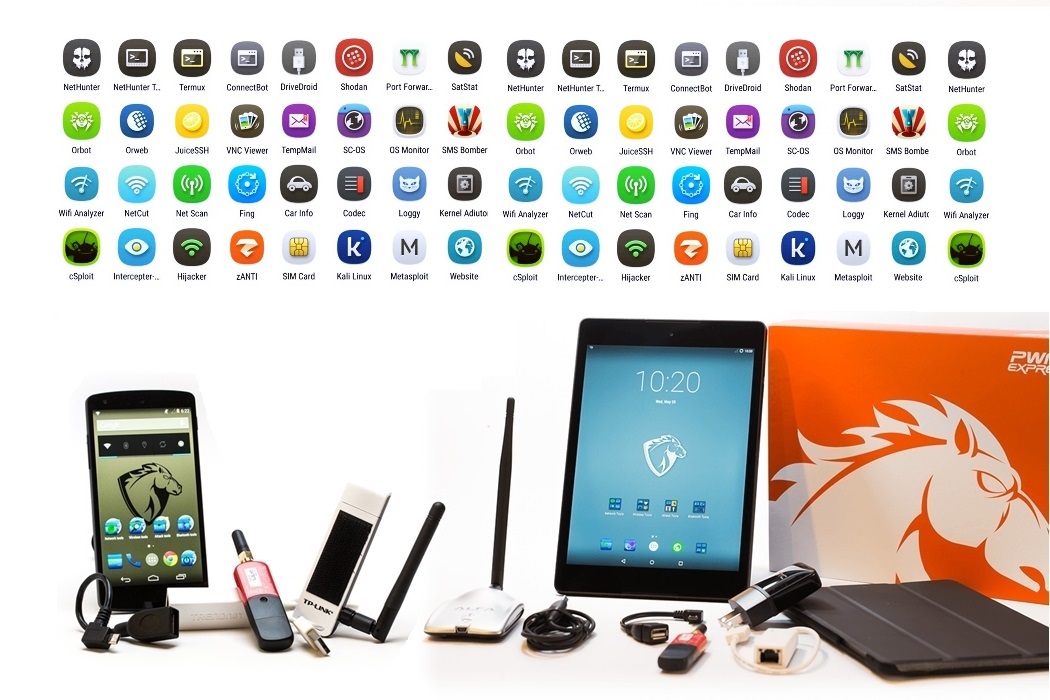 NetHunter NetHunter T... Termux ConnectBot DriveDroid Shodan Port Forwar... SatStat NetHunter NetHunter T... Termux ConnectBot DriveDroid Shodan Port Forwar... SatStat NetHunter
Orbot Orweb JuiceSSH VNC Viewer TempMail SC-OS OS Monitor SMS Bomber Orbot Orweb JuiceSSH VNC Viewer TempMail SC-OS OS Monitor SMS Bombe Orbot
Wifi Analyzer NetCut Net Scan Fing Car Info Codec Loggy Kernel Adiutor Wifi Analyzer NetCut Net Scan Fing Car Info Codec Loggy Kernel Adiutc Wifi Analyzer
cSploit Intercepter-... Hijacker zANTI SIM Card Kali Linux Metasploit Website cSploit Intercepter-... Hijacker zANTI SIM Card Kali Linux Metasploit Website cSploit
10:20
PWN
EXPRE
TP-LINK
ALFA